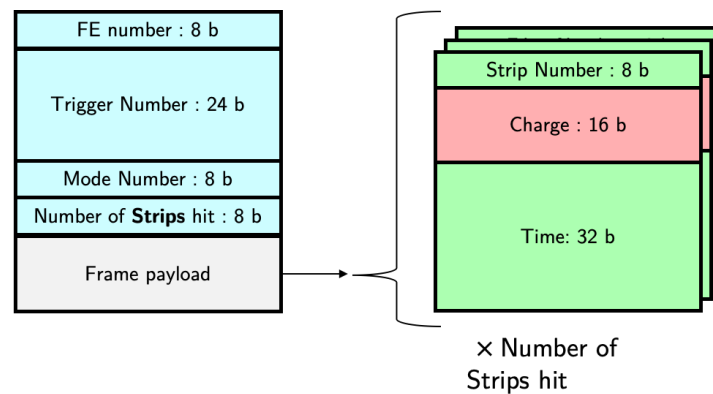 FE number : 8 b
Trigger Number : 24 b
Mode Number : 8 b
Number of Strips hit : 8 b
Frame payload
Strip Number : 8 b
Charge : 16 b
Time: 32 b
× Number of
Strips hit